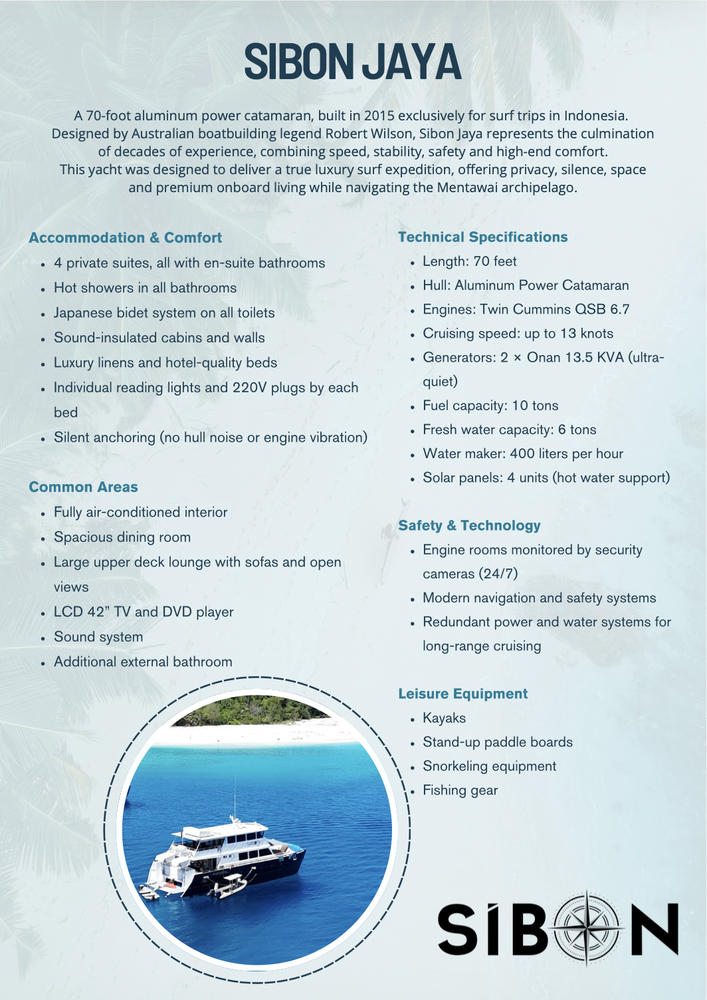 SIBON JAYA
A 70-foot aluminum power catamaran, built in 2015 exclusively for surf trips in Indonesia.
Designed by Australian boatbuilding legend Robert Wilson, Sibon Jaya represents the culmination
of decades of experience, combining speed, stability, safety and high-end comfort.
This yacht was designed to deliver a true luxury surf expedition, offering privacy, silence, space
and premium onboard living while navigating the Mentawai archipelago.
Accommodation & Comfort
• 4 private suites, all with en-suite bathrooms
• Hot showers in all bathrooms
• Japanese bidet system on all toilets
• Sound-insulated cabins and walls
• Luxury linens and hotel-quality beds
• Individual reading lights and 220V plugs by each
bed
• Silent anchoring (no hull noise or engine vibration)
Common Areas
• Fully air-conditioned interior
• Spacious dining room
• Large upper deck lounge with sofas and open
views
• LCD 42” TV and DVD player
• Sound system
• Additional external bathroom
Technical Specifications
• Length: 70 feet
• Hull: Aluminum Power Catamaran
• Engines: Twin Cummins QSB 6.7
• Cruising speed: up to 13 knots
• Generators: 2 × Onan 13.5 KVA (ultra-
quiet)
• Fuel capacity: 10 tons
• Fresh water capacity: 6 tons
• Water maker: 400 liters per hour
• Solar panels: 4 units (hot water support)
Safety & Technology
• Engine rooms monitored by security
cameras (24/7)
• Modern navigation and safety systems
• Redundant power and water systems for
long-range cruising
Leisure Equipment
• Kayaks
• Stand-up paddle boards
• Snorkeling equipment
• Fishing gear
SIBON